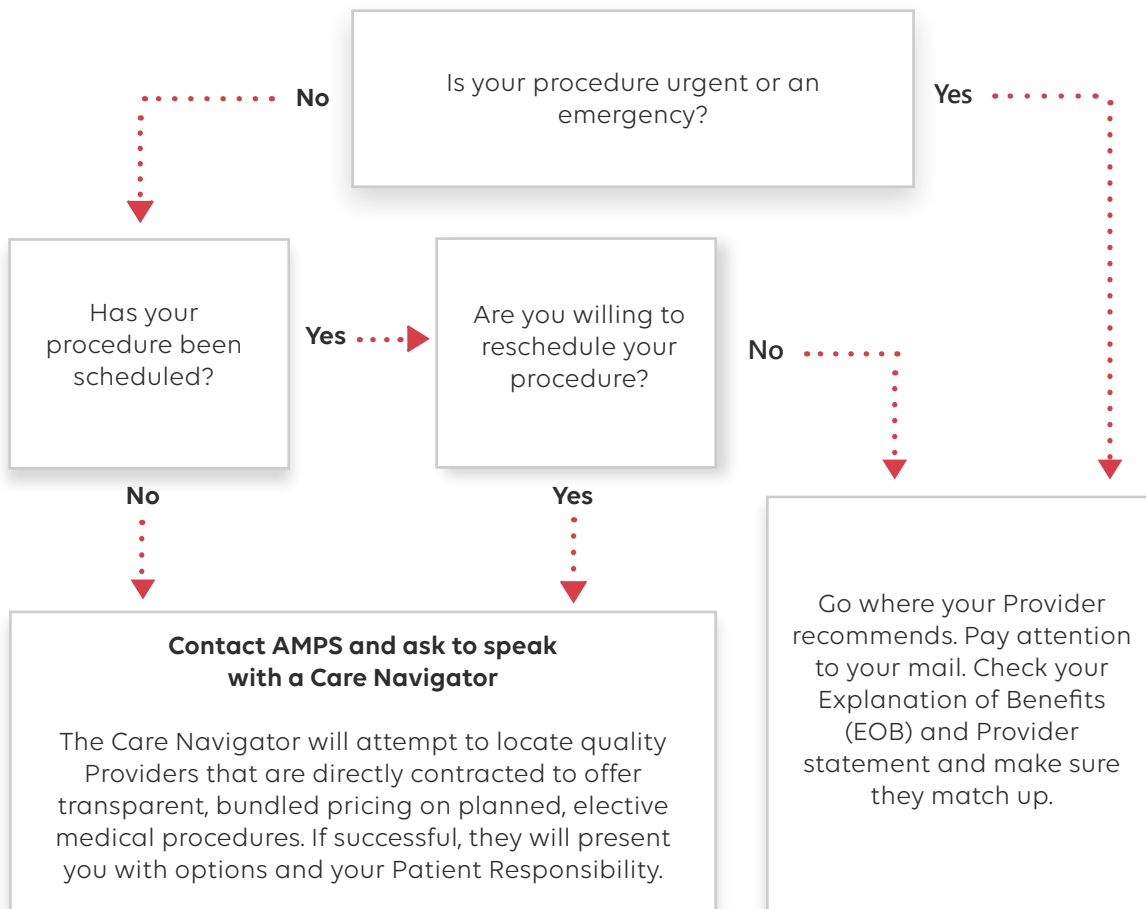 Is your procedure urgent or an
emergency?
No
Yes
Has your
procedure been
scheduled?
Yes
Are you willing to
reschedule your
procedure?
No
No
Yes
Contact AMPS and ask to speak
with a Care Navigator
The Care Navigator will attempt to locate quality
Providers that are directly contracted to offer
transparent, bundled pricing on planned, elective
medical procedures. If successful, they will present
you with options and your Patient Responsibility.
Go where your Provider
recommends. Pay attention
to your mail. Check your
Explanation of Benefits
(EOB) and Provider
statement and make sure
they match up.